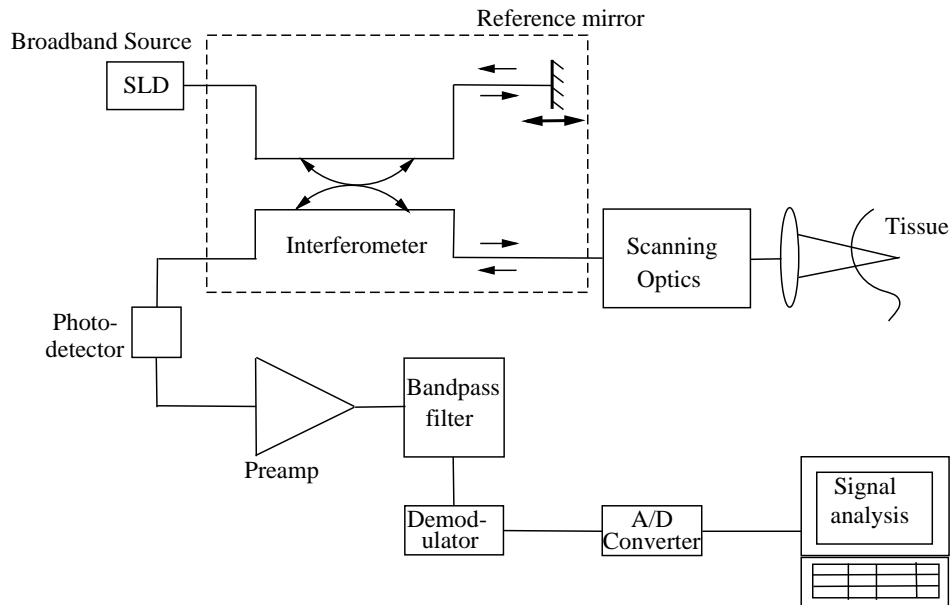 Reference mirror
Broadband Source
SLD
Interferometer
Scanning
Optics
Tissue
Photo-
detector
Preamp
Bandpass
filter
Demod-
ulator
A/D
Converter
Signal
analysis